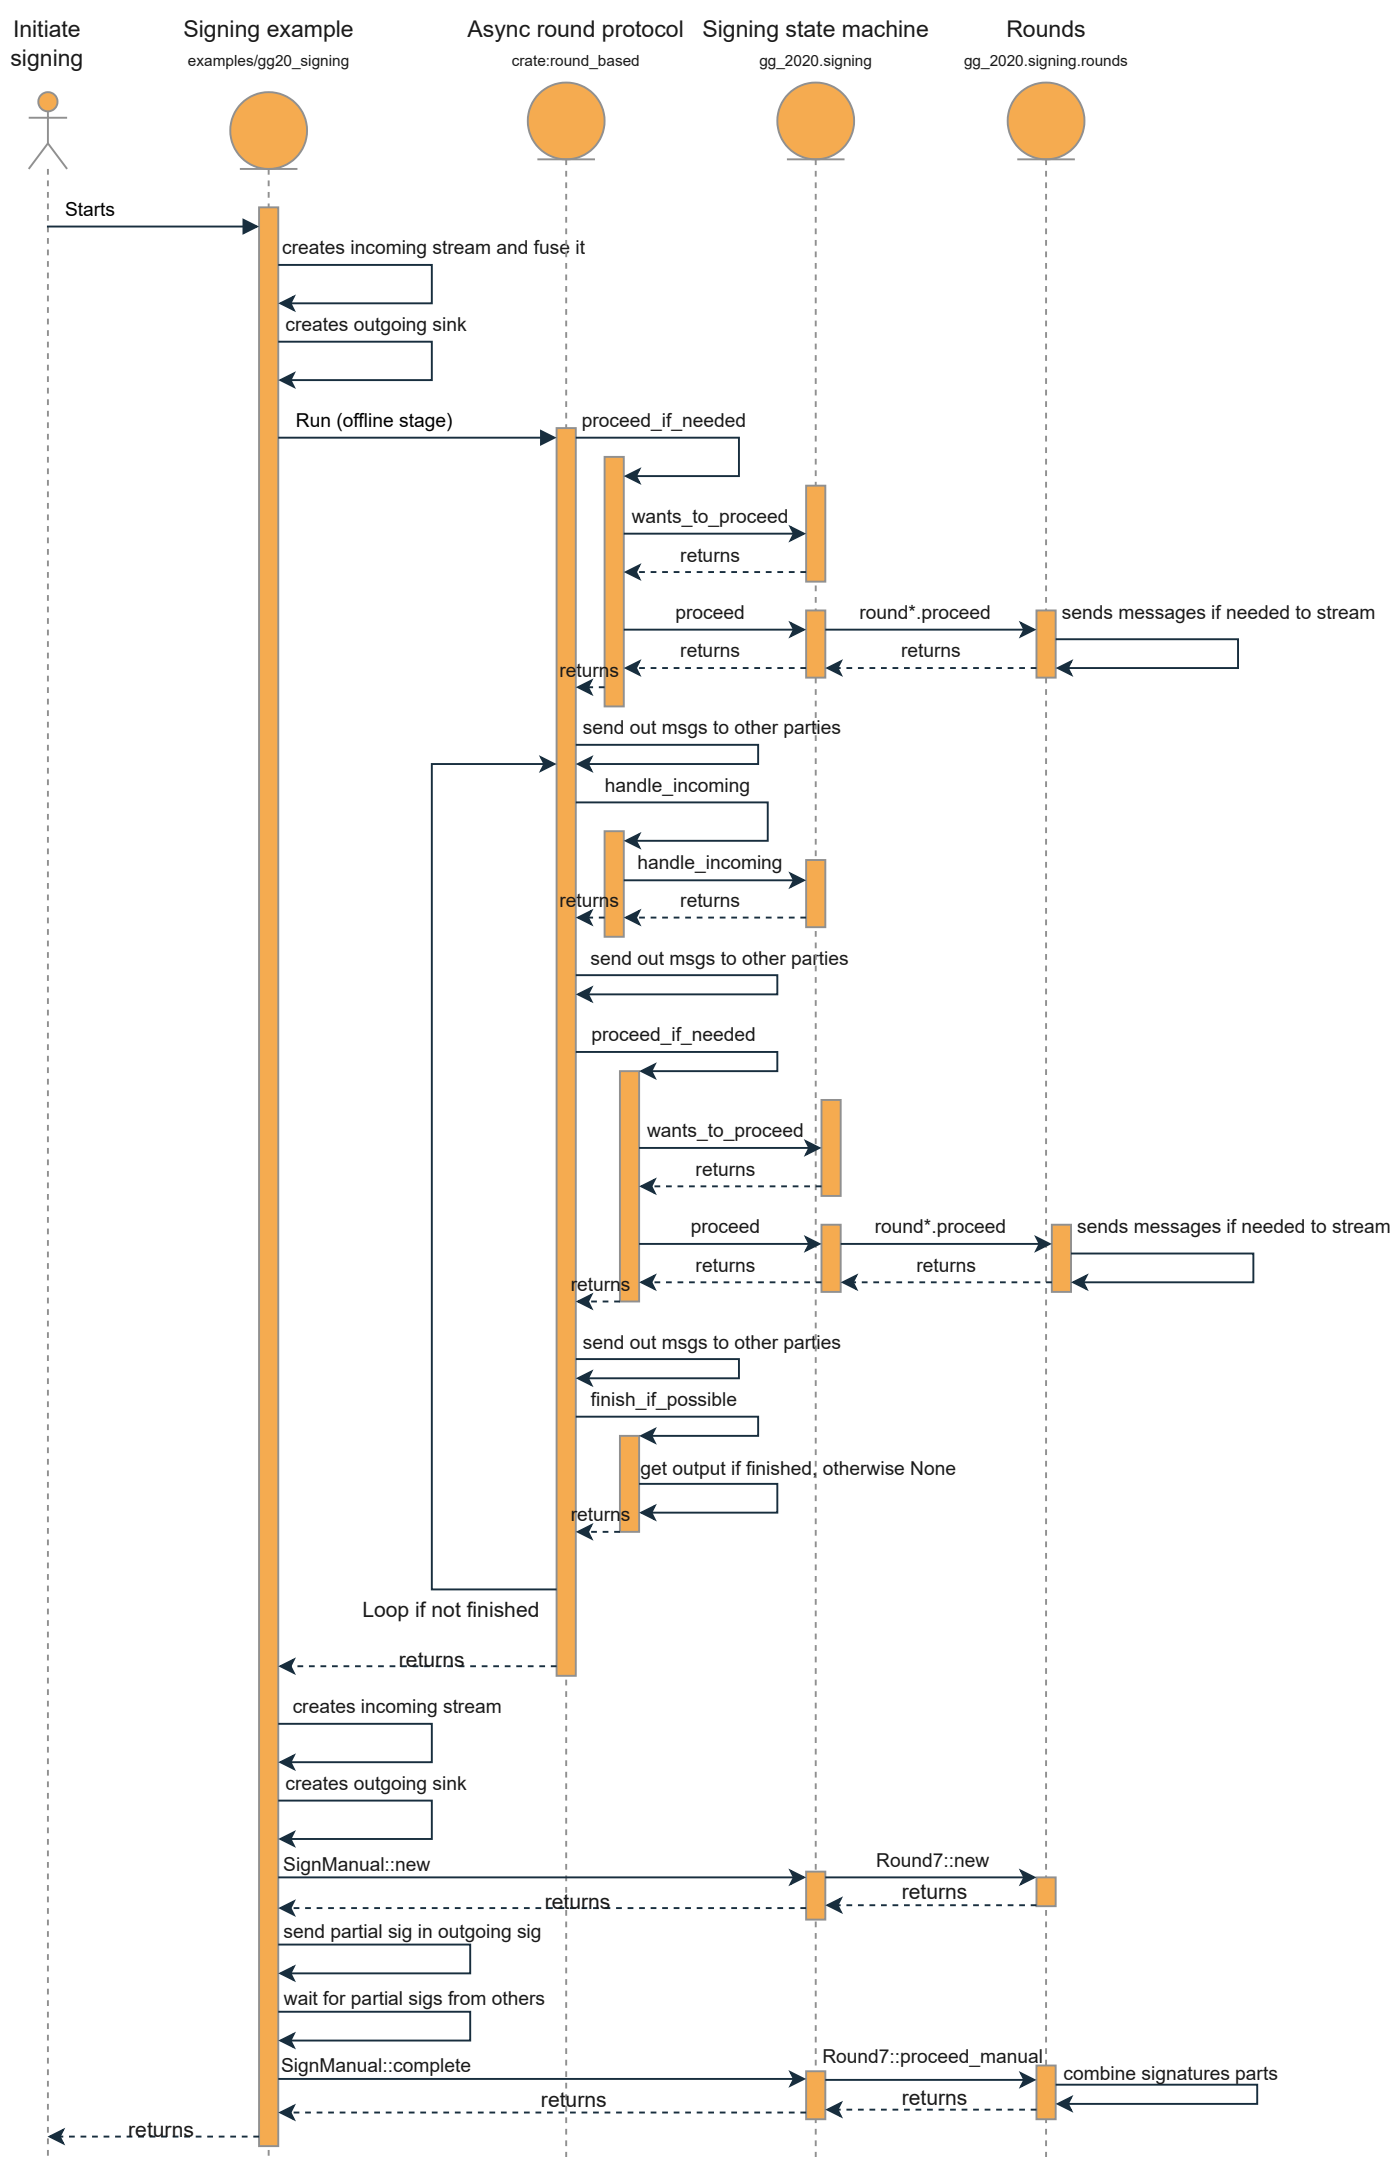 Initiate
signing
Signing example
examples/gg20_signing
Async round protocol
crate:round_based
Signing state machine
gg_2020.signing
Rounds
gg_2020.signing.rounds
Starts
creates incoming stream and fuse it
creates outgoing sink
Run (offline stage)
proceed_if_needed
wants_to_proceed
returns
proceed
round*.proceed
sends messages if needed to stream
returns
returns
returns
send out msgs to other parties
handle_incoming
handle_incoming
returns
returns
send out msgs to other parties
proceed_if_needed
wants_to_proceed
returns
proceed
round*.proceed
sends messages if needed to stream
returns
returns
returns
send out msgs to other parties
finish_if_possible
get output if finished, otherwise None
returns
Loop if not finished
returns
creates incoming stream
creates outgoing sink
SignManual::new
Round7::new
returns
returns
send partial sig in outgoing sig
wait for partial sigs from others
SignManual::complete
Round7::proceed_manual
combine signatures parts
returns
returns
returns